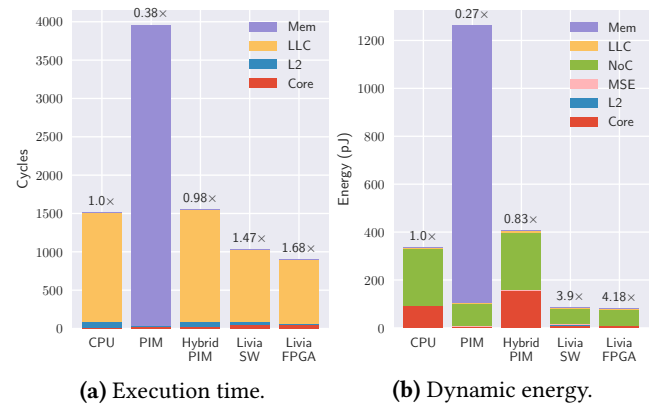 4000
3500
3000
2500
2000
1500
1000
500
0
Cycles
0.38×
1.0×
0.98×
1.47×
1.68×
Mem
LLC
L2
Core
CPU
PIM
Hybrid
PIM
Livia
SW
Livia
FPGA
(a) Execution time.
1200
1000
800
600
400
200
0
Energy (pJ)
0.27×
1.0×
0.83×
3.9×
4.18×
Mem
LLC
NoC
MSE
L2
Core
CPU
PIM
Hybrid
PIM
Livia
SW
Livia
FPGA
(b) Dynamic energy.